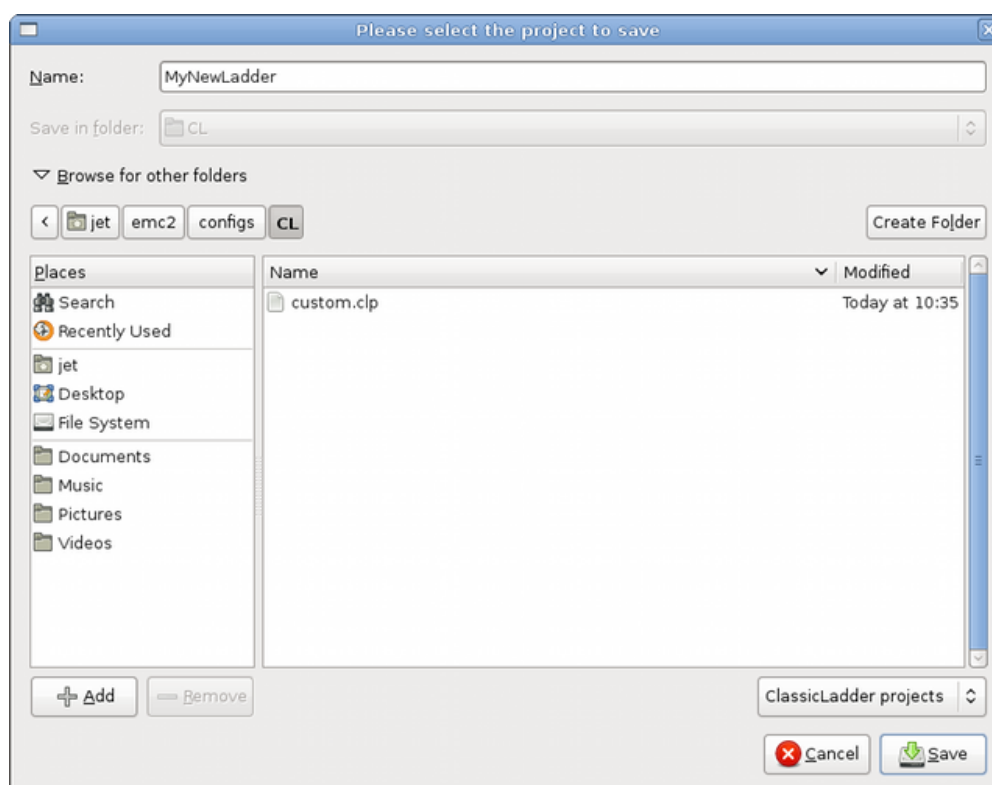 Please select the project to save
Name: MyNewLadder
Save in folder: CL
Browse for other folders
jet emc2 configs CL Create Folder
Places Name Modified
Search custom.clp Today at 10:35
Recently Used
jet
Desktop
File System
Documents
Music
Pictures
Videos
Add Remove ClassicLadder projects
Cancel Save